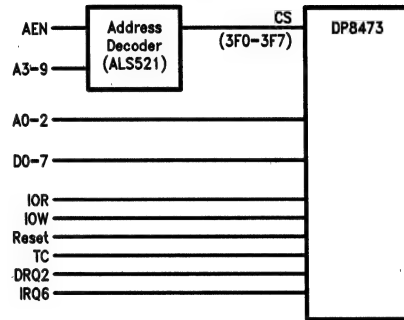 AEN
A3-9
Address
Decoder
(ALS521)
CS
(3F0-3F7)
DP8473
A0-2
D0-7
IOR
IOW
Reset
TC
DRQ2
IRQ6